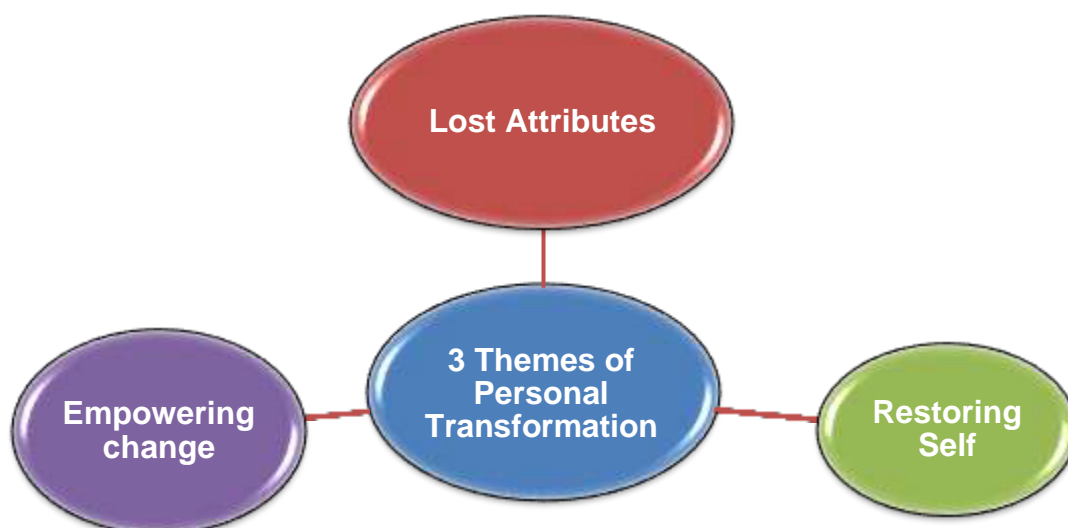 Lost Attributes
3 Themes of
Personal
Transformation
Empowering
change
Restoring
Self